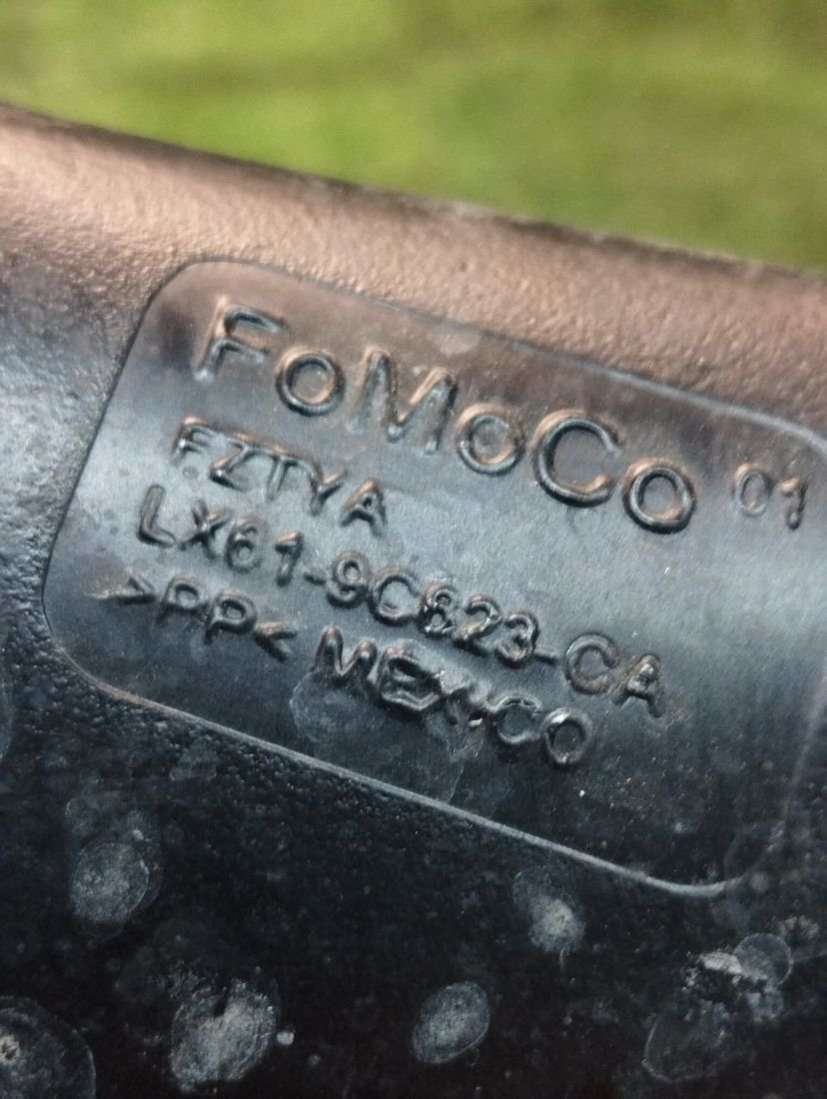 FoMoCo 01
FZTYA
LX61-9C623-CA
>PP< MEXICO